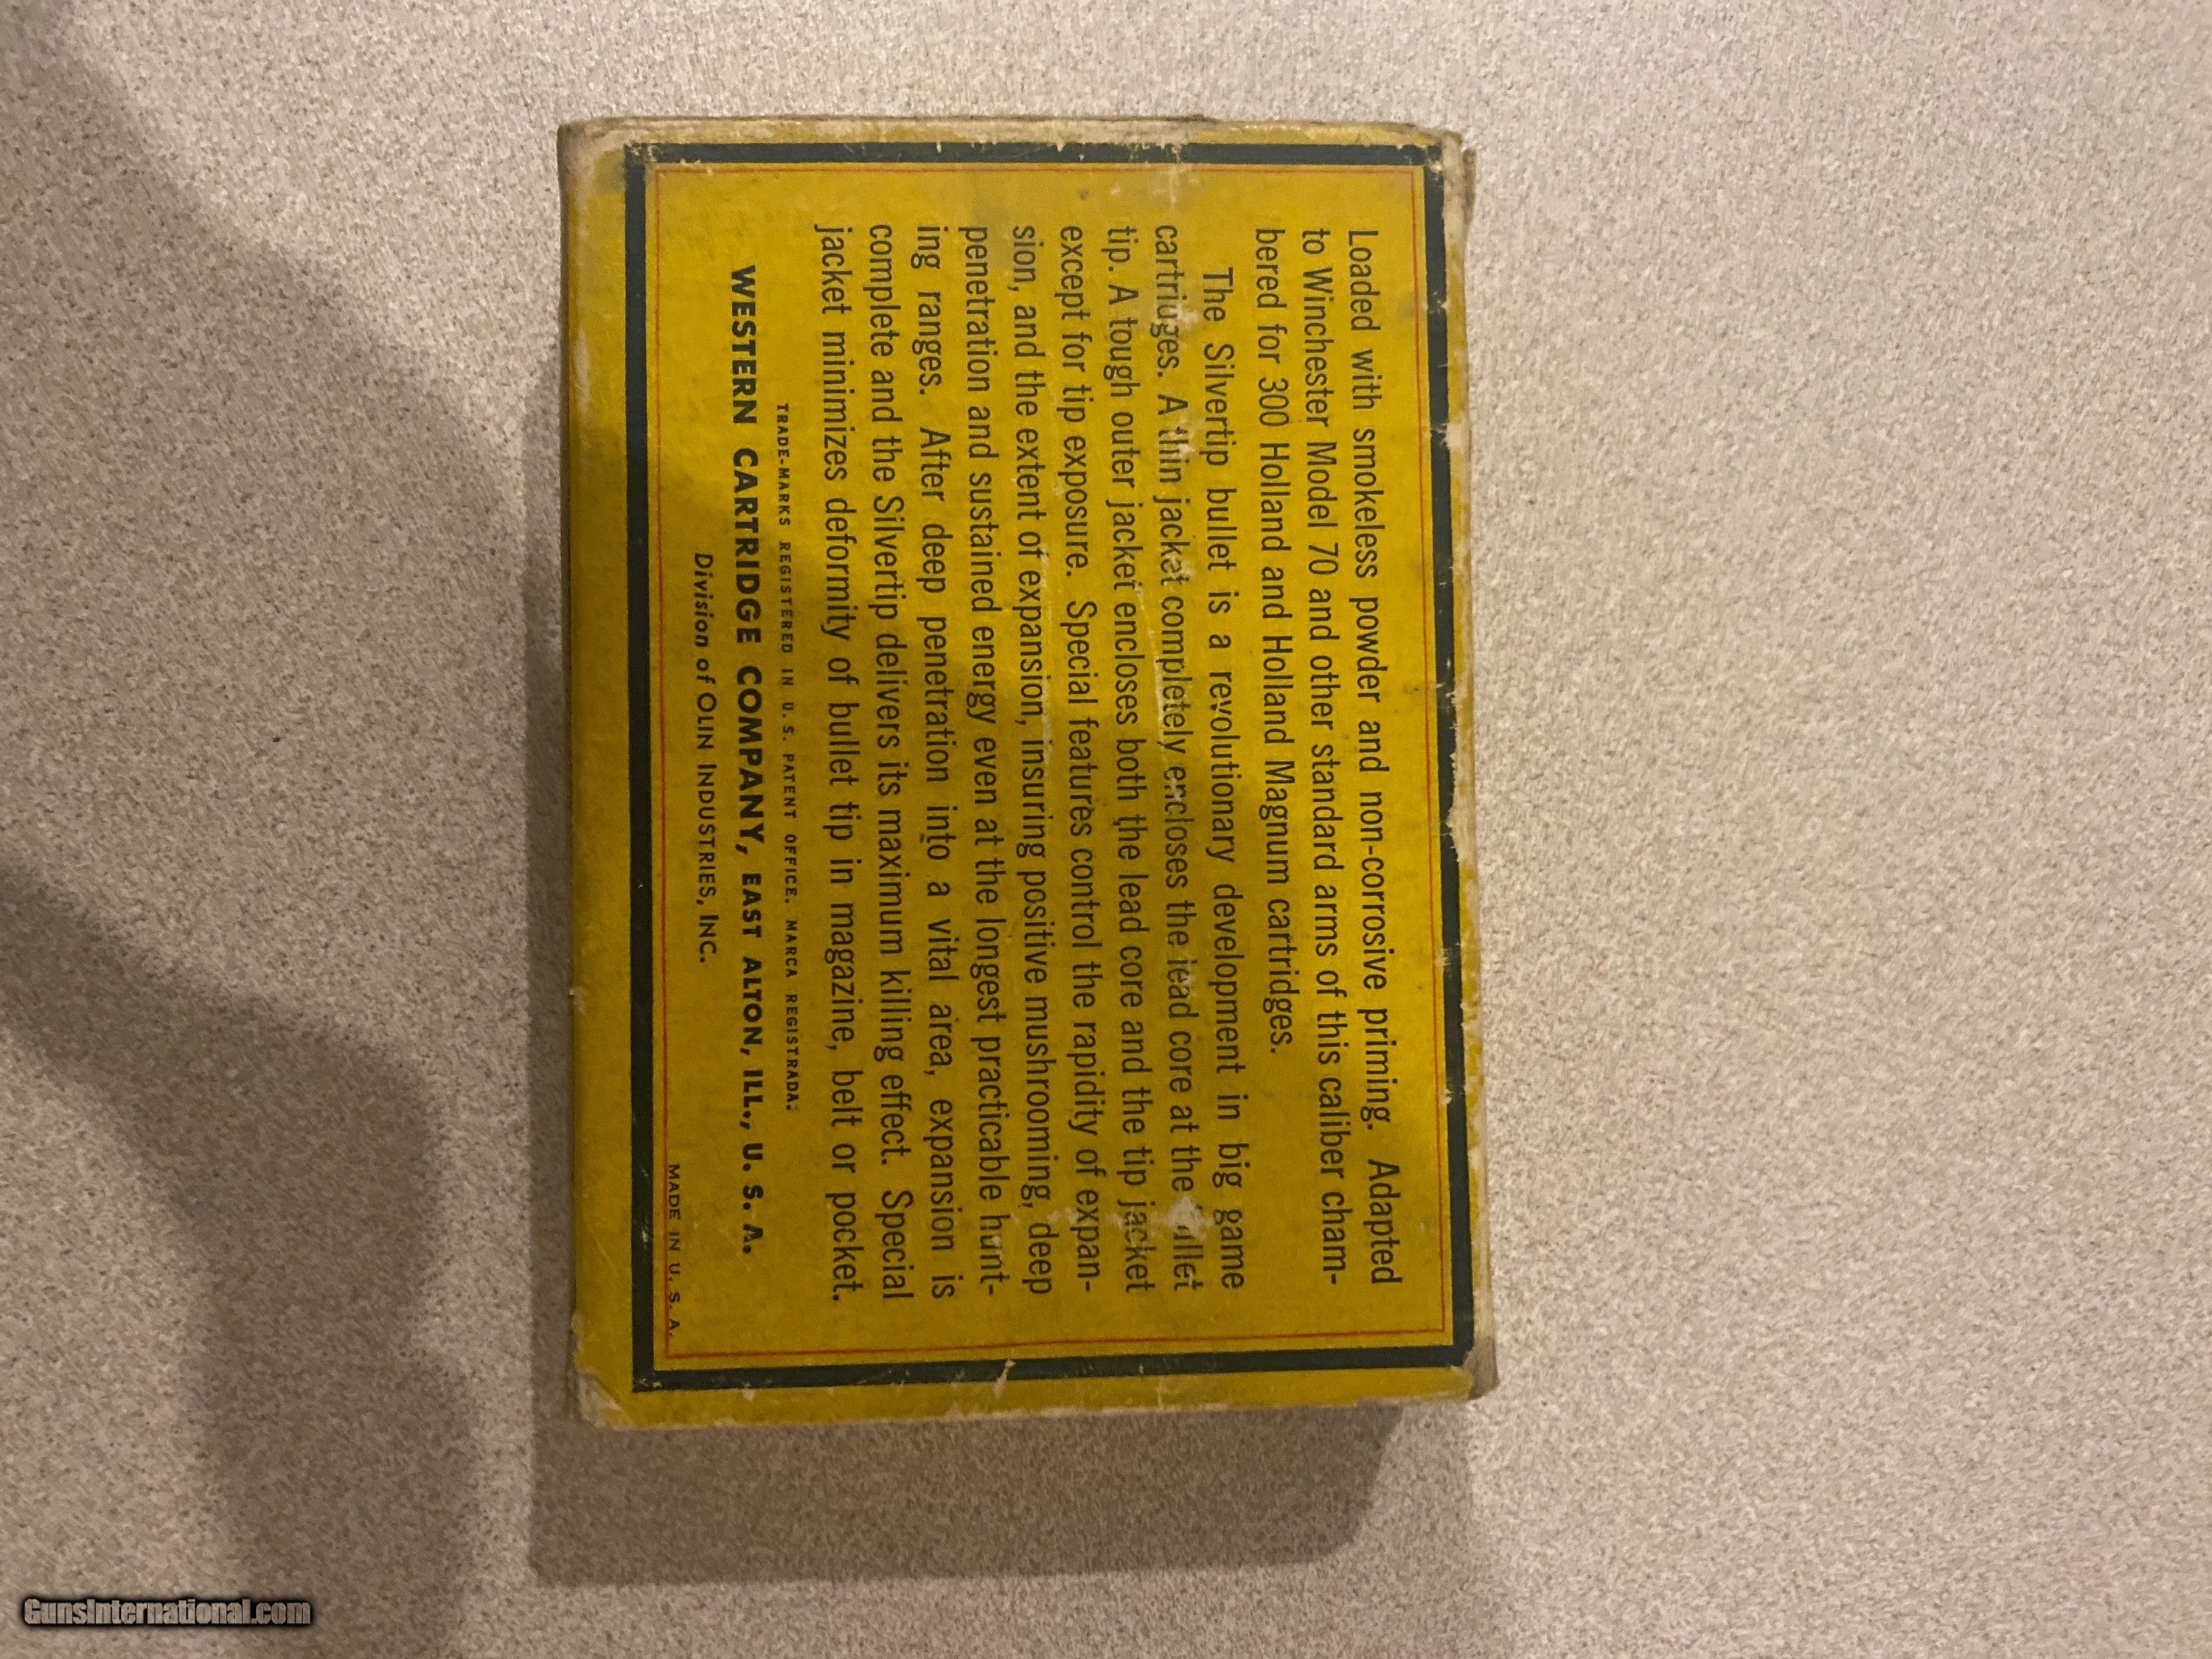 Loaded with smokeless powder and non-corrosive priming. Adapted
to Winchester Model 70 and other standard arms of this caliber cham-
bered for 300 Holland and Holland Magnum cartridges.
The Silvertip bullet is a revolutionary development in big game
cartridges. A thin jacket completely encloses the lead core at the bullet
tip. A tough outer jacket encloses both the lead core and the tip jacket
except for tip exposure. Special features control the rapidity of expan-
sion, and the extent of expansion, insuring positive mushrooming, deep
penetration and sustained energy even at the longest practicable hunt-
ing ranges. After deep penetration into a vital area, expansion is
complete and the Silvertip delivers its maximum killing effect. Special
jacket minimizes deformity of bullet tip in magazine, belt or pocket.
TRADE-MARKS REGISTERED IN U.S. PATENT OFFICE. MARCA REGISTRADA.
WESTERN CARTRIDGE COMPANY, EAST ALTON, ILL., U. S. A.
Division of OLIN INDUSTRIES, INC.
MADE IN U. S. A.
GunsInternational.com